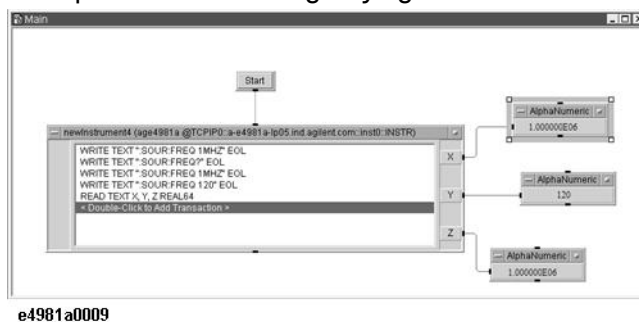 Main
Start
AlphaNumeric
1.000000E06
newInstrument4 (age4981a @TCPIP0::a-e4981a-lp05.ind.agilent.com::inst0::INSTR)
WRITE TEXT ":SOUR:FREQ 1MHZ" EOL
WRITE TEXT ":SOUR:FREQ?" EOL
WRITE TEXT ":SOUR:FREQ 1MHZ" EOL
WRITE TEXT ":SOUR:FREQ 120" EOL
READ TEXT X, Y, Z REAL64
< Double-Click to Add Transaction >
X
Y
Z
AlphaNumeric
120
AlphaNumeric
1.000000E06
e4981a0009